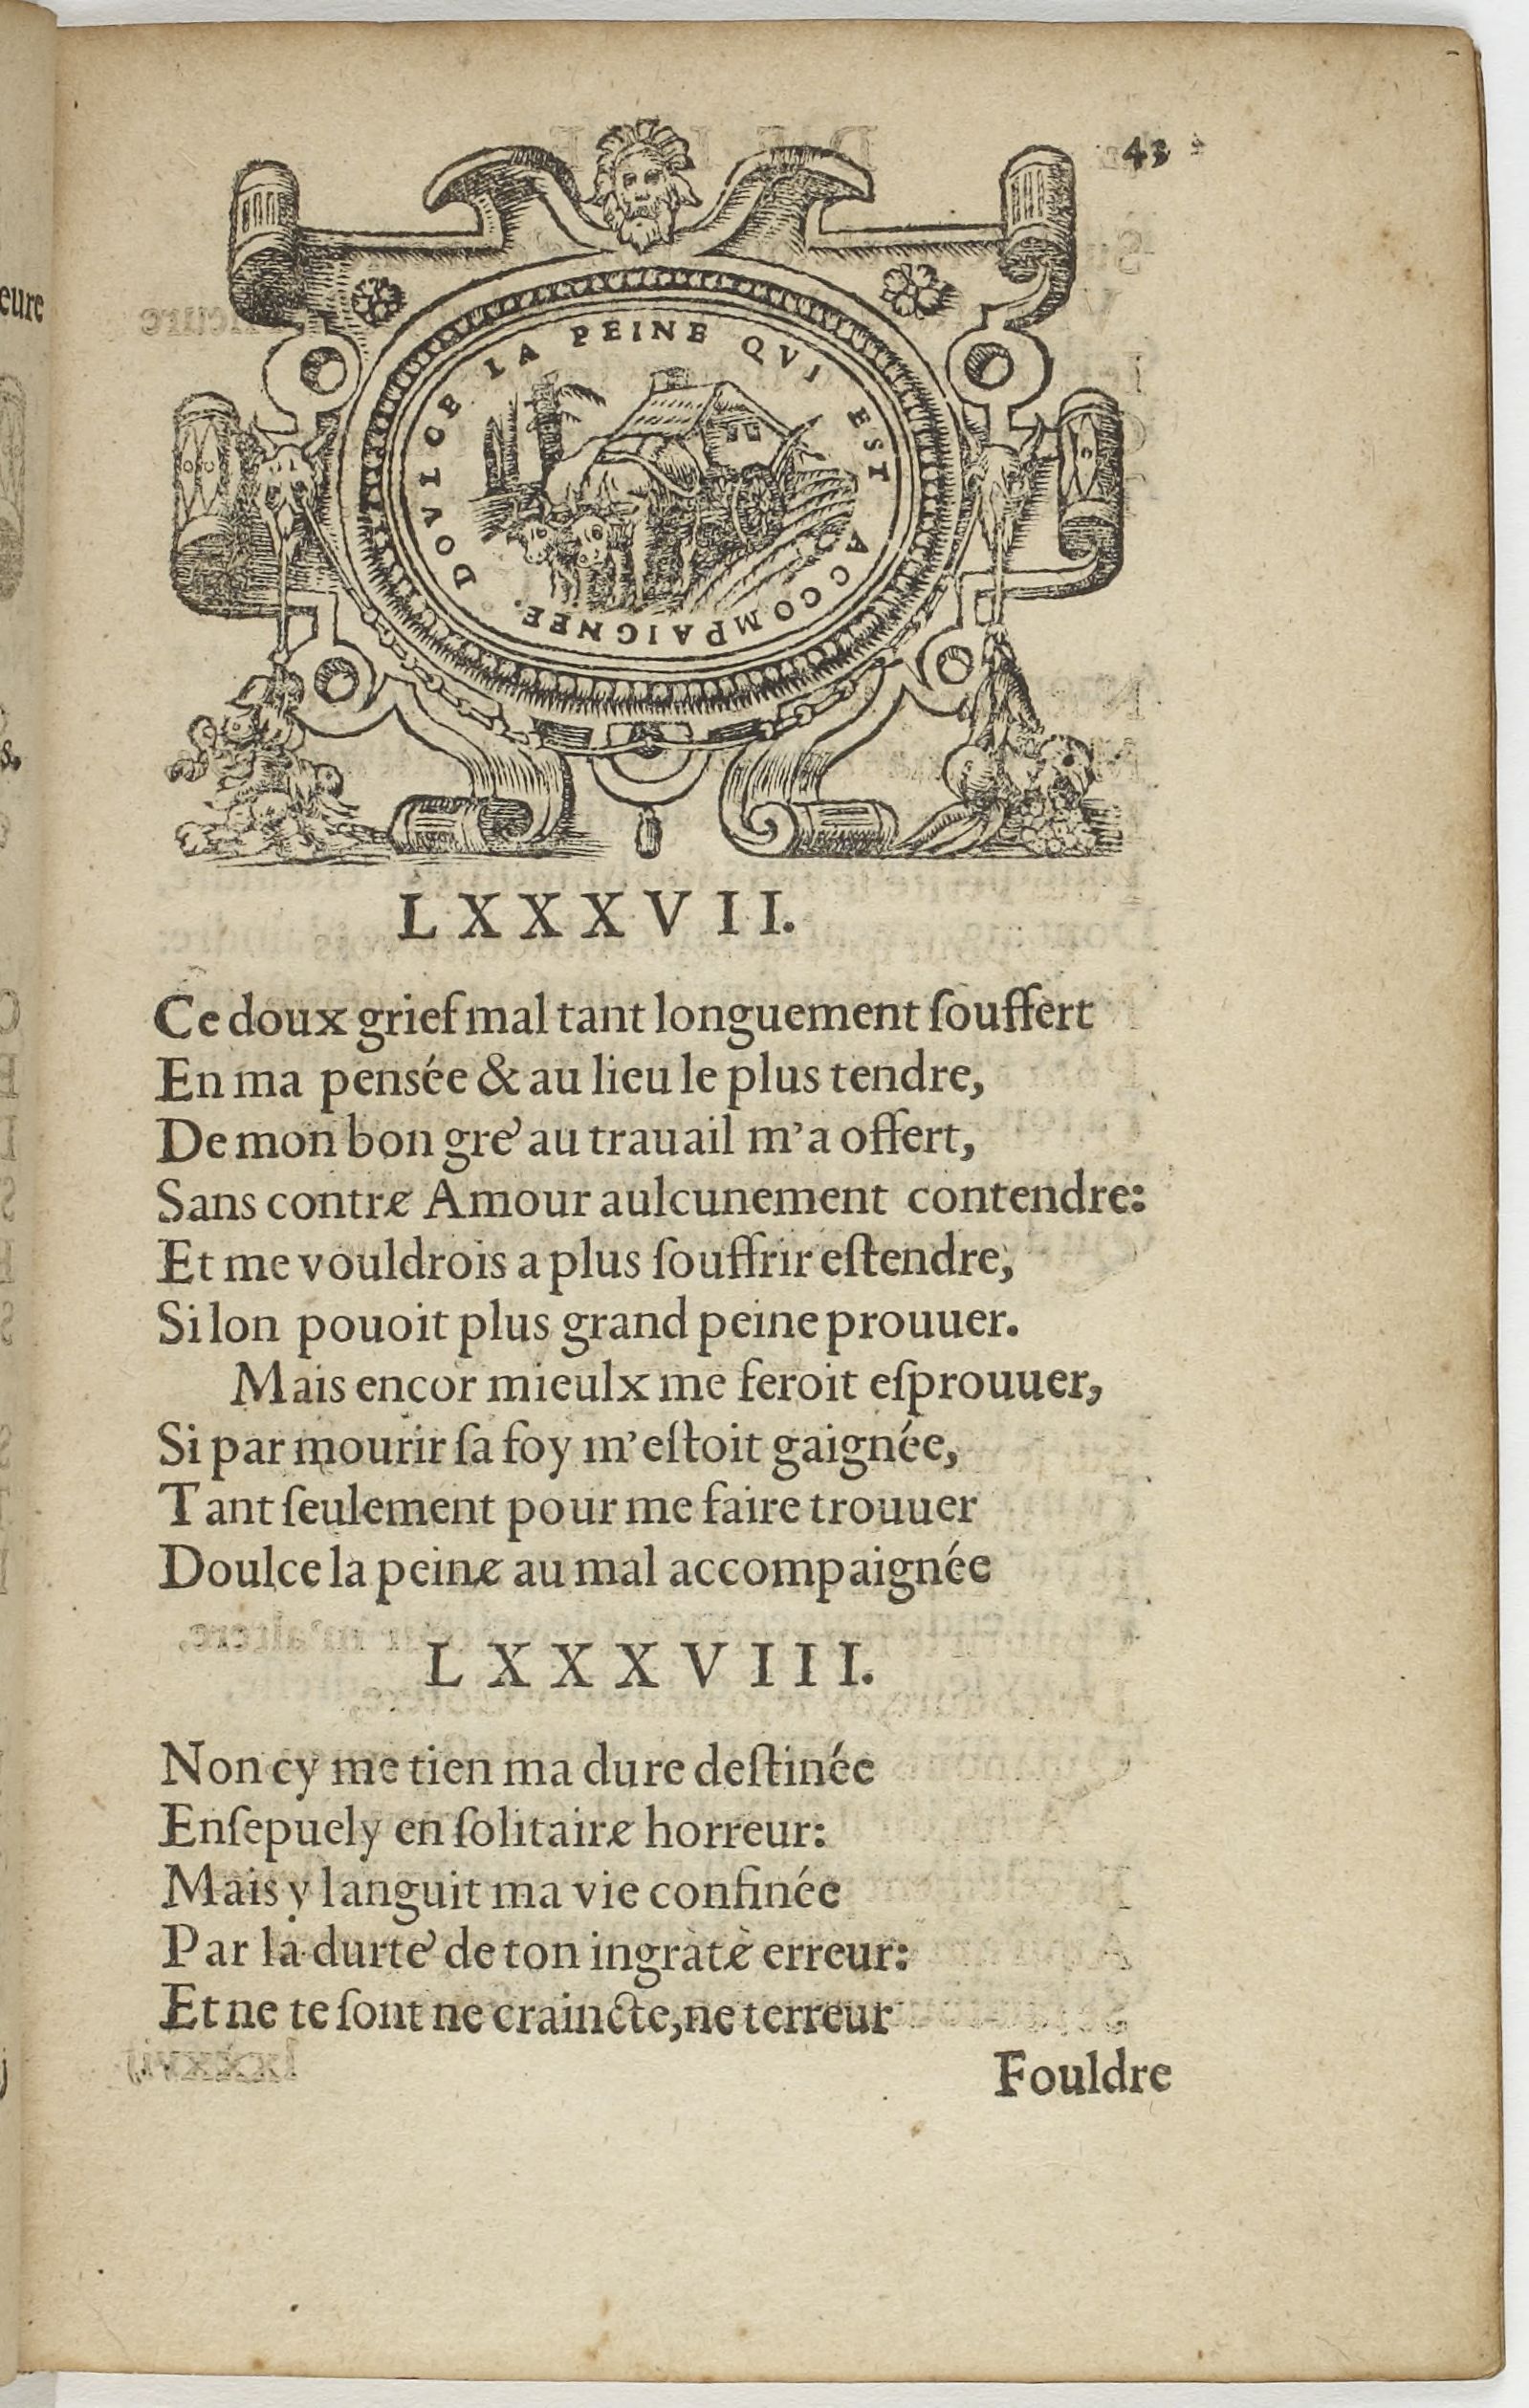 43
DOVLCE LA PEINE QVI EST ACCOMPAIGNEE.
LXXXVII.
Ce doux grief mal tant longuement ſouffert
En ma pensée & au lieu le plus tendre,
De mon bon gré au trauail m'a offert,
Sans contre Amour aulcunement contendre:
Et me vouldrois a plus ſouffrir eſtendre,
Si lon pouoit plus grand peine prouuer.
Mais encor mieulx me feroit eſprouuer,
Si par mourir ſa foy m'eſtoit gaignée,
Tant ſeulement pour me faire trouuer
Doulce la peine au mal accompaignée
LXXXVIII.
Non cy me tien ma dure deſtinée
Enſepuely en ſolitaire horreur:
Mais y languit ma vie confinée
Par la durté de ton ingrate erreur:
Et ne te ſont ne craincte, ne terreur
Fouldre